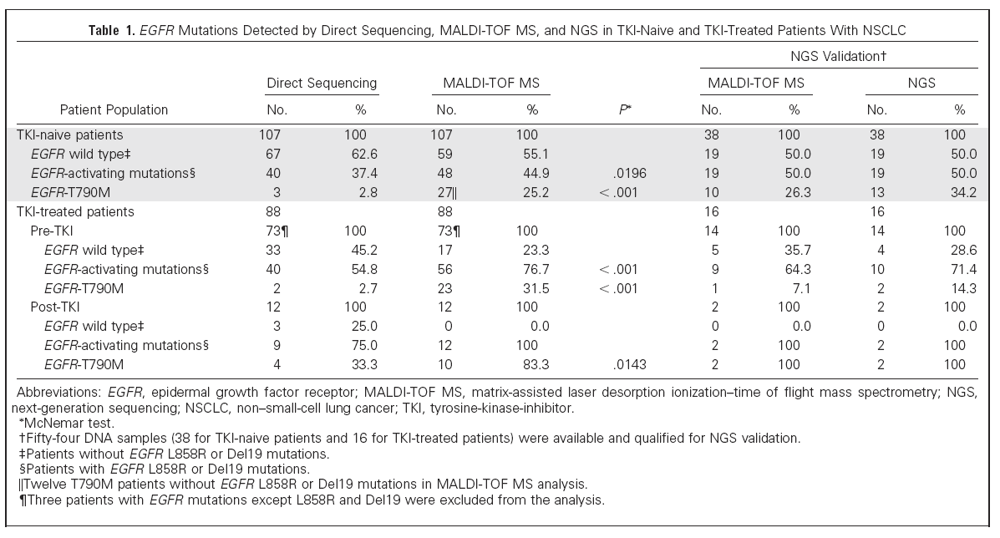 Table 1. EGFR Mutations Detected by Direct Sequencing, MALDI-TOF MS, and NGS in TKI-Naive and TKI-Treated Patients With NSCLC
NGS Validation†
Direct Sequencing MALDI-TOF MS MALDI-TOF MS NGS
Patient Population No. % No. % P* No. % No. %
TKI-naive patients 107 100 107 100 38 100 38 100
EGFR wild type‡ 67 62.6 59 55.1 19 50.0 19 50.0
EGFR-activating mutations§ 40 37.4 48 44.9 .0196 19 50.0 19 50.0
EGFR-T790M 3 2.8 27‖ 25.2 < .001 10 26.3 13 34.2
TKI-treated patients 88 88 16 16
Pre-TKI 73¶ 100 73¶ 100 14 100 14 100
EGFR wild type‡ 33 45.2 17 23.3 5 35.7 4 28.6
EGFR-activating mutations§ 40 54.8 56 76.7 < .001 9 64.3 10 71.4
EGFR-T790M 2 2.7 23 31.5 < .001 1 7.1 2 14.3
Post-TKI 12 100 12 100 2 100 2 100
EGFR wild type‡ 3 25.0 0 0.0 0 0.0 0 0.0
EGFR-activating mutations§ 9 75.0 12 100 2 100 2 100
EGFR-T790M 4 33.3 10 83.3 .0143 2 100 2 100
Abbreviations: EGFR, epidermal growth factor receptor; MALDI-TOF MS, matrix-assisted laser desorption ionization–time of flight mass spectrometry; NGS,
next-generation sequencing; NSCLC, non–small-cell lung cancer; TKI, tyrosine-kinase-inhibitor.
*McNemar test.
†Fifty-four DNA samples (38 for TKI-naive patients and 16 for TKI-treated patients) were available and qualified for NGS validation.
‡Patients without EGFR L858R or Del19 mutations.
§Patients with EGFR L858R or Del19 mutations.
‖Twelve T790M patients without EGFR L858R or Del19 mutations in MALDI-TOF MS analysis.
¶Three patients with EGFR mutations except L858R and Del19 were excluded from the analysis.